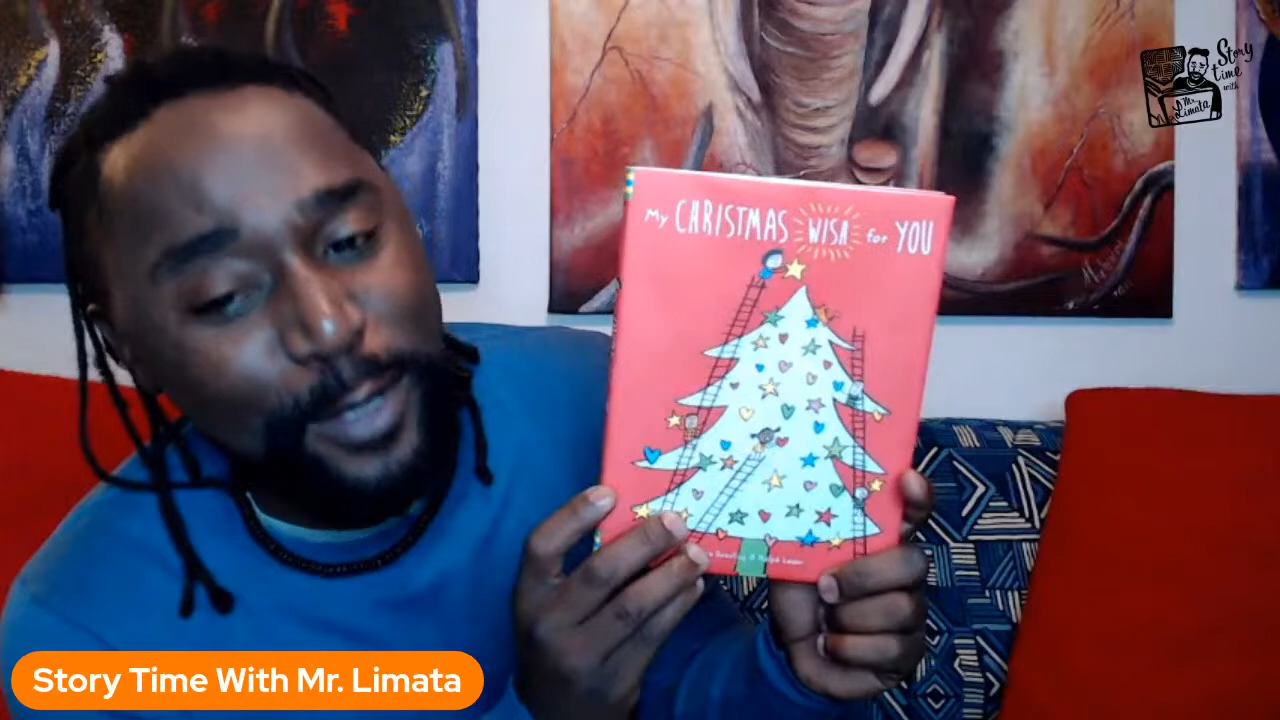 Story
time
with
Mr.
Limata
My CHRISTMAS WISH for YOU
Story Time With Mr. Limata